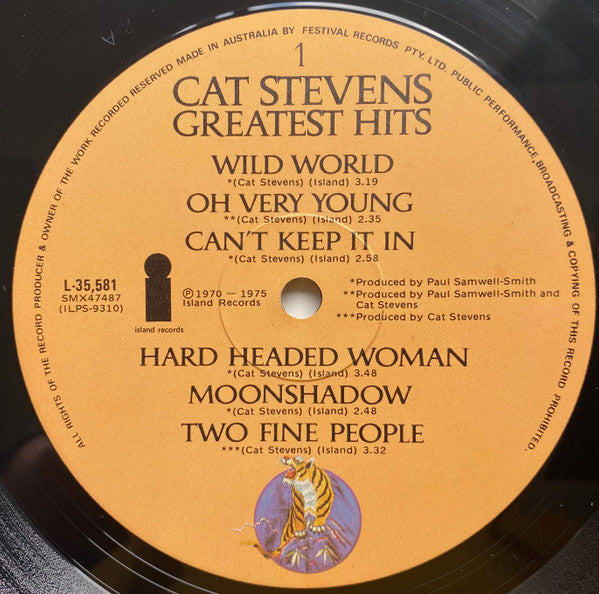 ALL RIGHTS OF THE RECORD PRODUCER & OWNER OF THE WORK RECORDED RESERVED MADE IN AUSTRALIA BY FESTIVAL RECORDS PTY. LTD. PUBLIC PERFORMANCE, BROADCASTING & COPYING OF THIS RECORD PROHIBITED.
1
CAT STEVENS
GREATEST HITS
WILD WORLD
*(Cat Stevens) (Island) 3.19
OH VERY YOUNG
**(Cat Stevens) (Island) 2.35
CAN'T KEEP IT IN
*(Cat Stevens) (Island) 2.58
L-35,581
SMX47487
(ILPS-9310)
island records
Ⓟ 1970 — 1975
Island Records
*Produced by Paul Samwell-Smith
**Produced by Paul Samwell-Smith and
Cat Stevens
***Produced by Cat Stevens
HARD HEADED WOMAN
*(Cat Stevens) (Island) 3.48
MOONSHADOW
*(Cat Stevens) (Island) 2.48
TWO FINE PEOPLE
***(Cat Stevens) (Island) 3.32